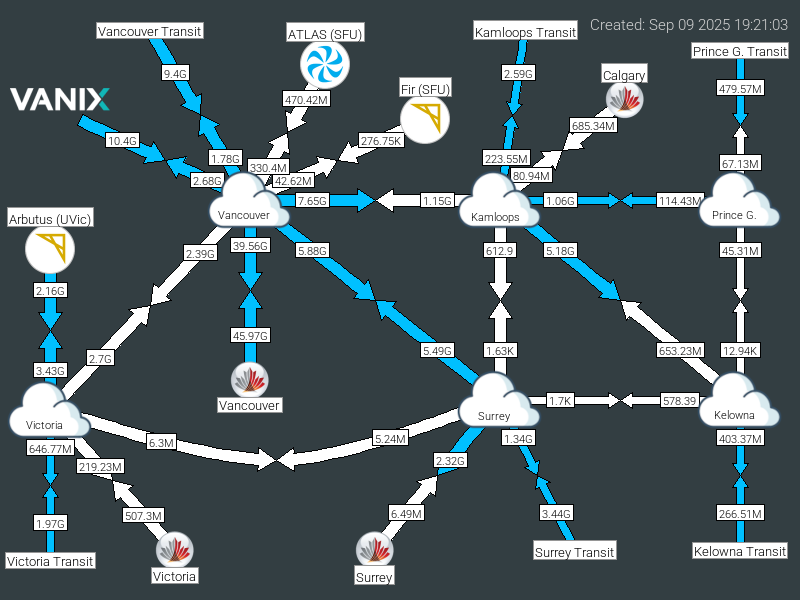 Created: Sep 09 2025 19:21:03
Vancouver Transit
ATLAS (SFU)
Kamloops Transit
Prince G. Transit
9.4G
2.59G
Calgary
479.57M
Fir (SFU)
VANIX
470.42M
685.34M
10.4G
276.75K
1.78G
223.55M
67.13M
330.4M
80.94M
2.68G
42.62M
7.65G
1.15G
1.06G
114.43M
Vancouver
Kamloops
Prince G.
Arbutus (UVic)
2.39G
39.56G
5.88G
612.9
5.18G
45.31M
2.16G
45.97G
2.7G
5.49G
1.63K
653.23M
12.94K
3.43G
Vancouver
1.7K
578.39
Victoria
Surrey
Kelowna
6.3M
5.24M
1.34G
403.37M
646.77M
219.23M
2.32G
507.3M
6.49M
3.44G
266.51M
1.97G
Victoria Transit
Victoria
Surrey
Surrey Transit
Kelowna Transit